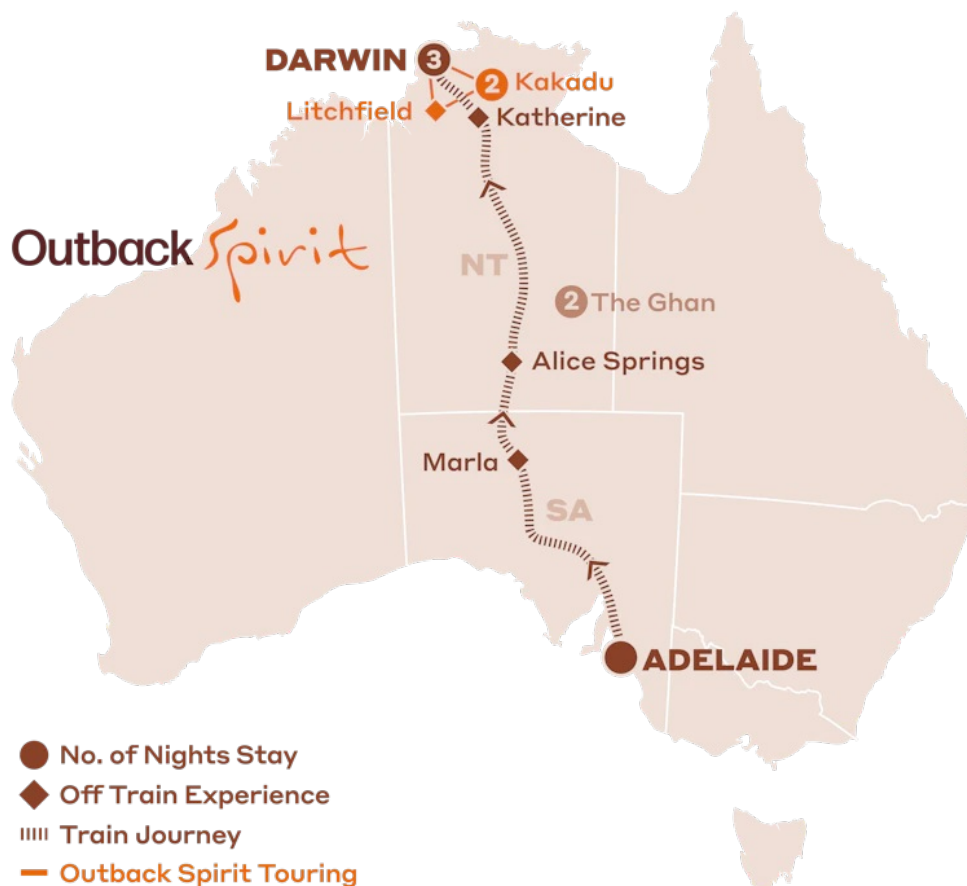 DARWIN 3
2 Kakadu
Litchfield
Katherine
Outback Spirit
NT
2 The Ghan
Alice Springs
Marla
SA
ADELAIDE
No. of Nights Stay
Off Train Experience
Train Journey
Outback Spirit Touring